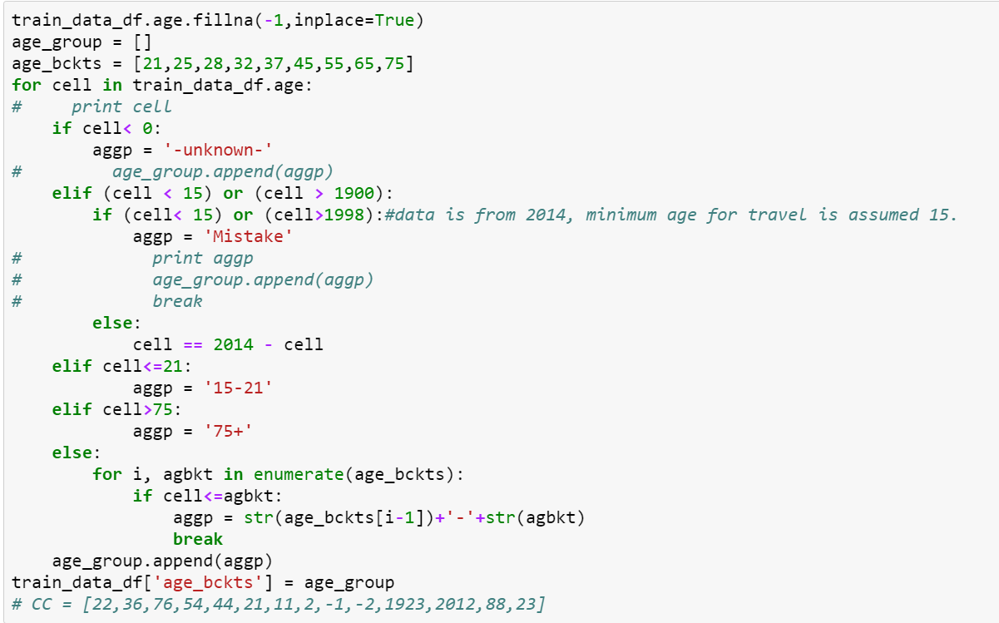 train_data_df.age.fillna(-1,inplace=True)
age_group = []
age_bckts = [21,25,28,32,37,45,55,65,75]
for cell in train_data_df.age:
#     print cell
    if cell< 0:
        aggp = '-unknown-'
#         age_group.append(aggp)
    elif (cell < 15) or (cell > 1900):
        if (cell< 15) or (cell>1998):#data is from 2014, minimum age for travel is assumed 15.
            aggp = 'Mistake'
#             print aggp
#             age_group.append(aggp)
#             break
        else:
            cell == 2014 - cell
    elif cell<=21:
            aggp = '15-21'
    elif cell>75:
            aggp = '75+'
    else:
        for i, agbkt in enumerate(age_bckts):
            if cell<=agbkt:
                aggp = str(age_bckts[i-1])+'-'+str(agbkt)
                break
    age_group.append(aggp)
train_data_df['age_bckts'] = age_group
# CC = [22,36,76,54,44,21,11,2,-1,-2,1923,2012,88,23]